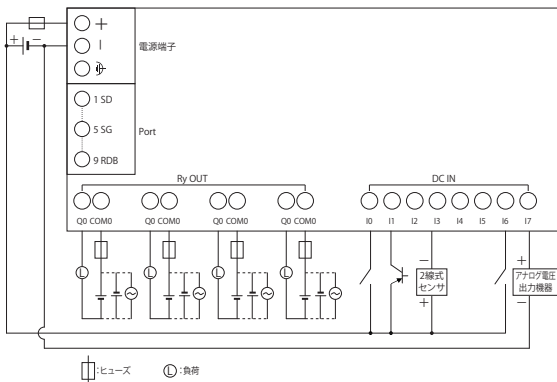 +
+ −
−
電源端子
1 SD
5 SG
Port
9 RDB
Ry OUT
DC IN
Q0 COM0 Q0 COM0 Q0 COM0 Q0 COM0 I0 I1 I2 I3 I4 I5 I6 I7
− +
2線式
センサ
アナログ電圧
出力機器
L L L L
+ −
:ヒューズ
L :負荷